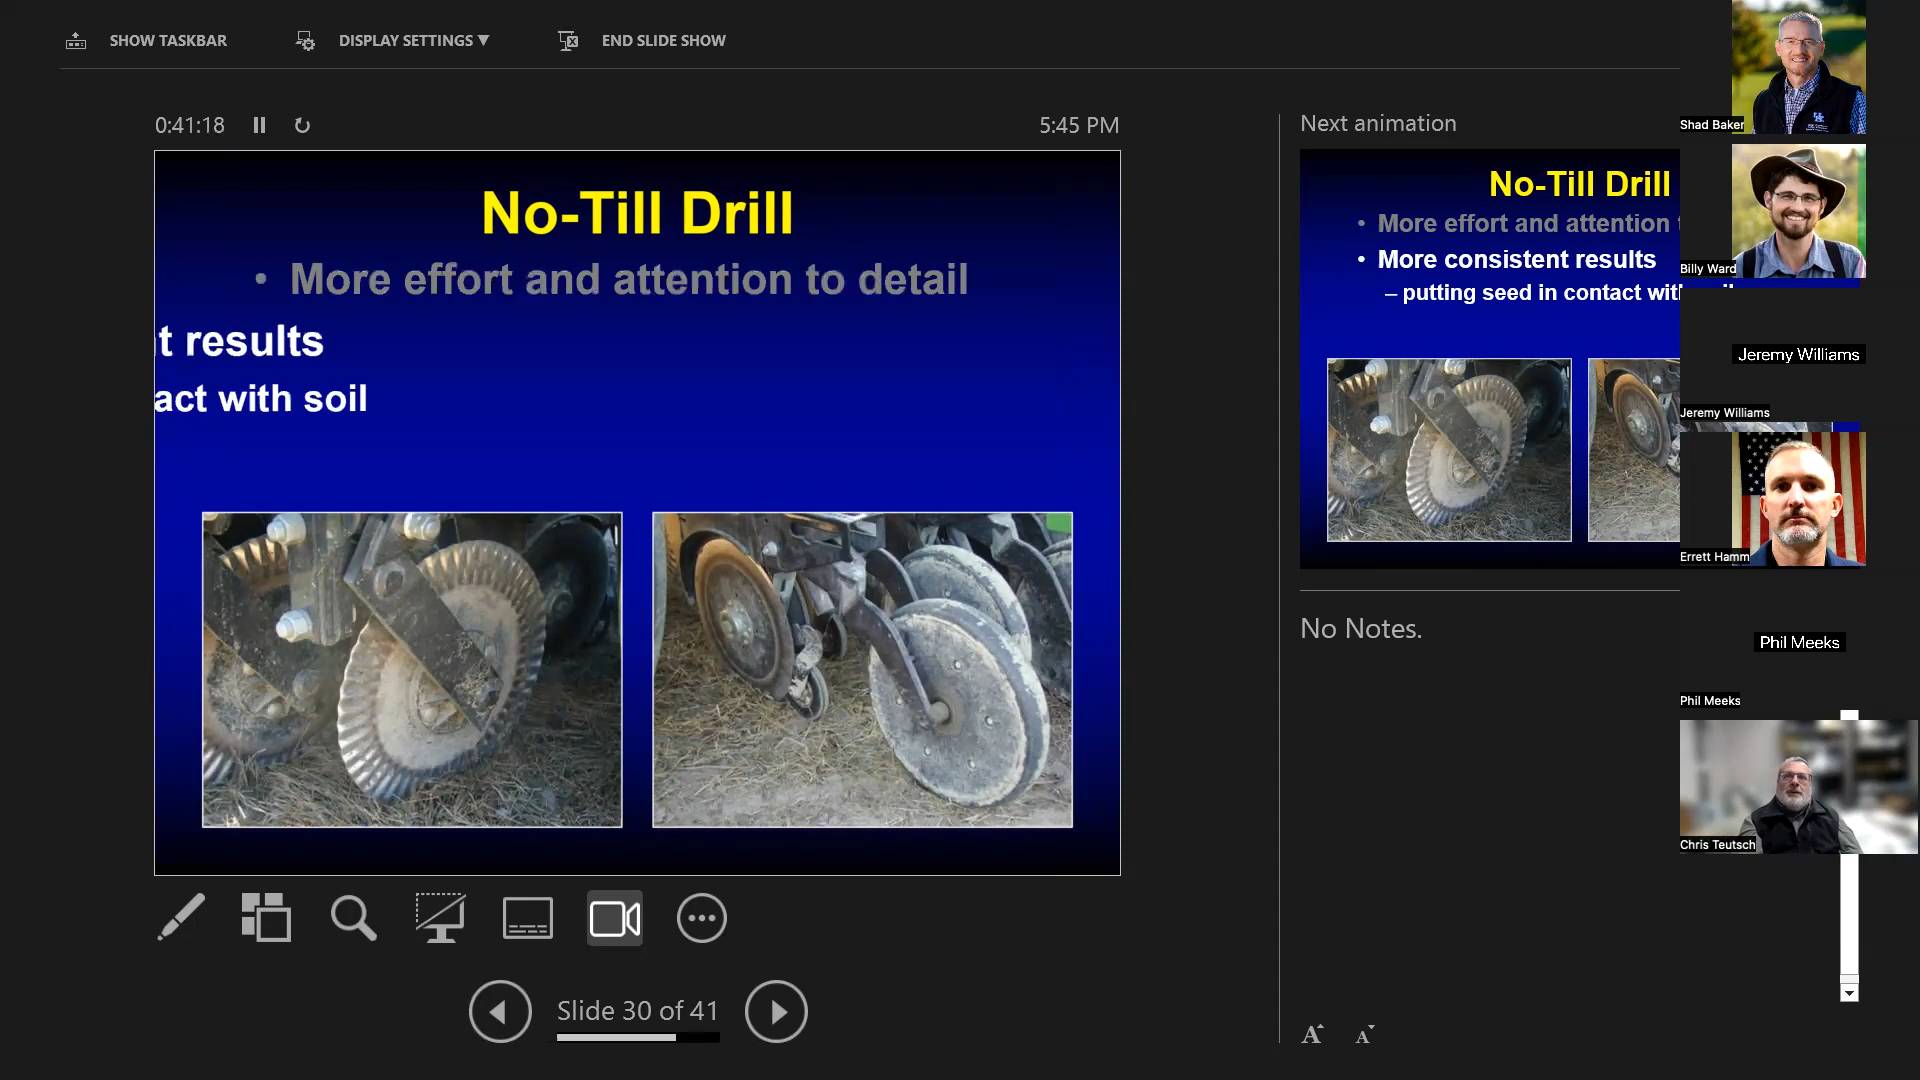 SHOW TASKBAR
DISPLAY SETTINGS ▼
END SLIDE SHOW
0:41:18
5:45 PM
No-Till Drill
• More effort and attention to detail
t results
act with soil
Slide 30 of 41
Next animation
No-Till Drill
• More effort and attention
• More consistent results
– putting seed in contact
No Notes.
A A
Shad Baker
Billy Ward
Jeremy Williams
Jeremy Williams
Errett Hamm
Phil Meeks
Phil Meeks
Chris Teutsch